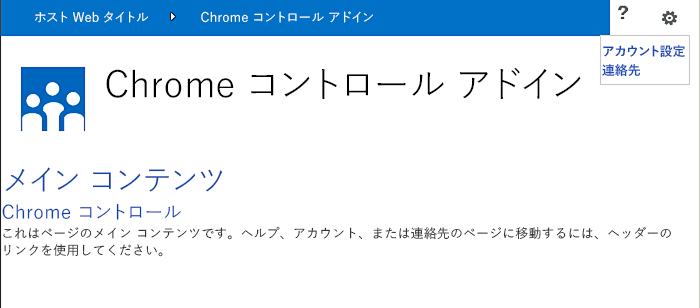 ホスト Web タイトル Chrome コントロール アドイン ?
アカウント設定
連絡先
Chrome コントロール アドイン
メイン コンテンツ
Chrome コントロール
これはページのメイン コンテンツです。ヘルプ、アカウント、または連絡先のページに移動するには、ヘッダーの
リンクを使用してください。